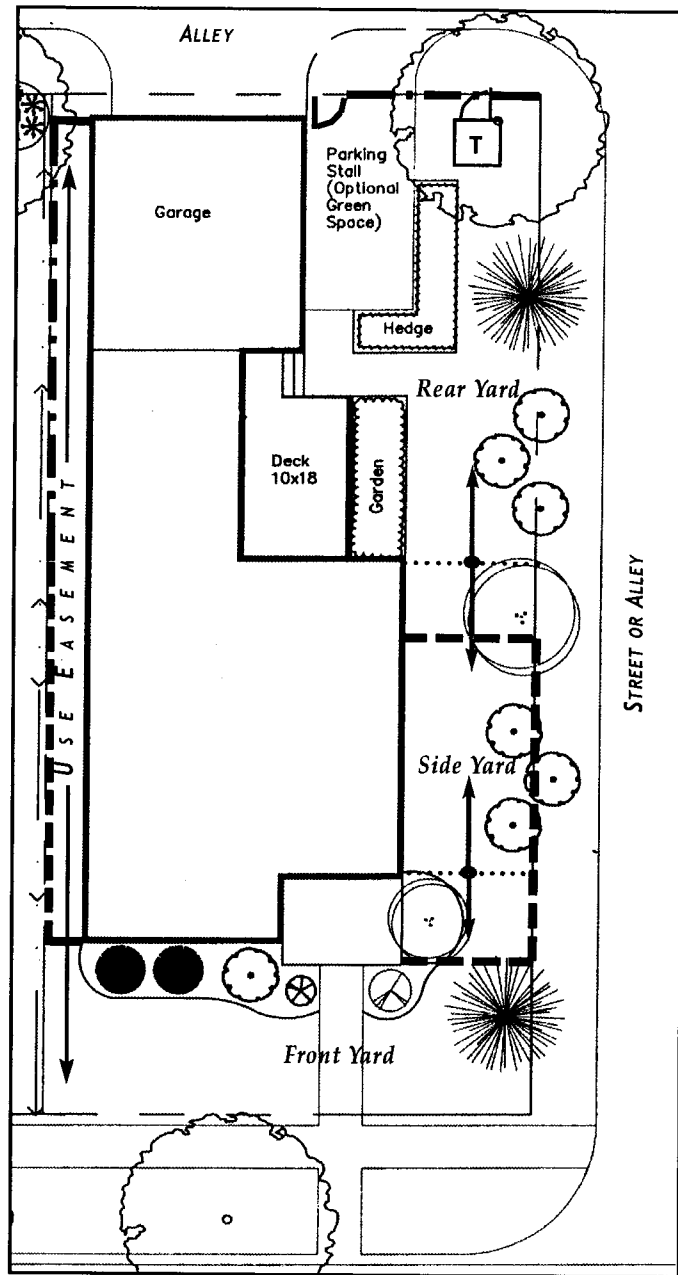 ALLEY
T
Parking
Stall
(Optional
Green
Space)
Garage
Hedge
Rear Yard
Deck
10x18
Garden
USE EASEMENT
STREET OR ALLEY
Side Yard
Front Yard